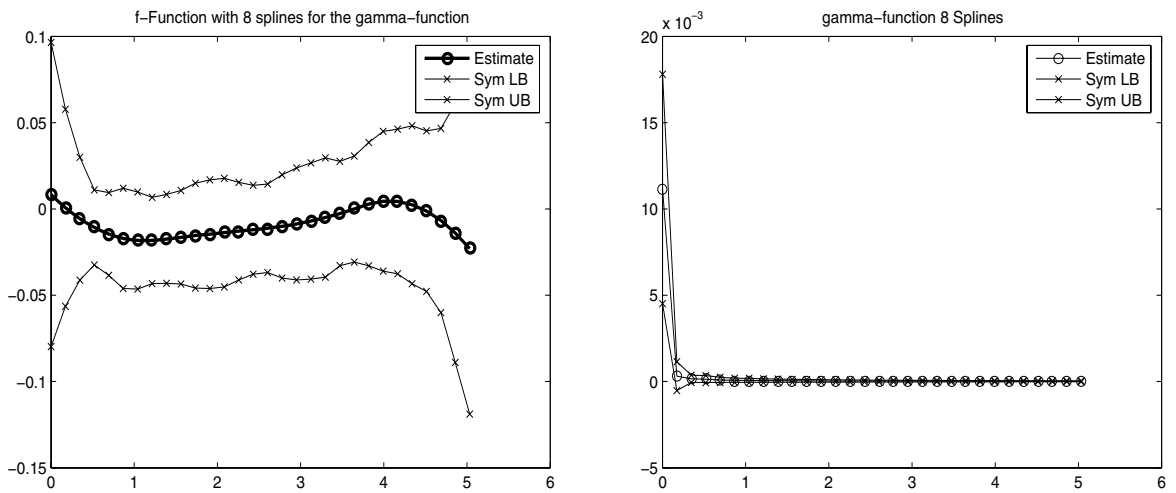 f−Function with 8 splines for the gamma−function
0.1
0.05
0
−0.05
−0.1
−0.15
0 1 2 3 4 5 6
Estimate
Sym LB
Sym UB
gamma−function 8 Splines
x 10−3
20
15
10
5
0
−5
0 1 2 3 4 5 6
Estimate
Sym LB
Sym UB